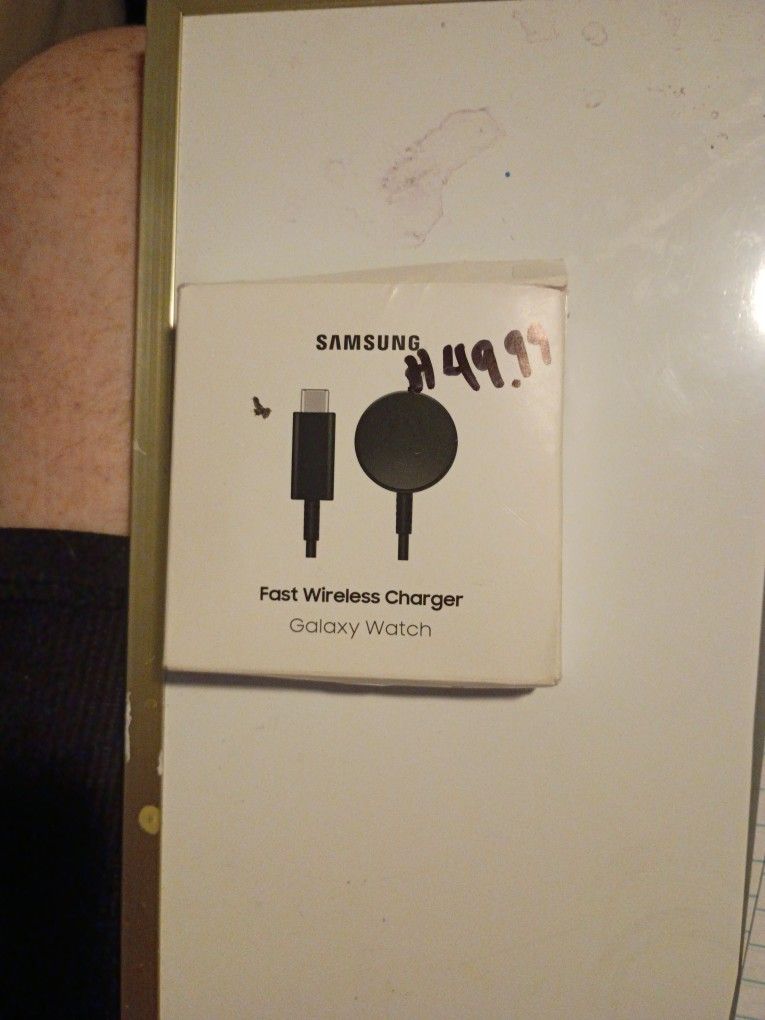 SAMSUNG
49.99
Fast Wireless Charger
Galaxy Watch